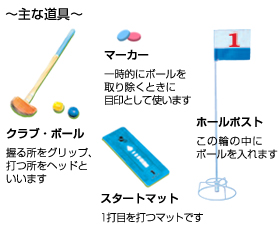 ～主な道具～
マーカー
一時的にボールを
取り除くときに
目印として使います
クラブ・ボール
握る所をグリップ、
打つ所をヘッドと
いいます
スタートマット
1打目を打つマットです
1
ホールポスト
この輪の中に
ボールを入れます